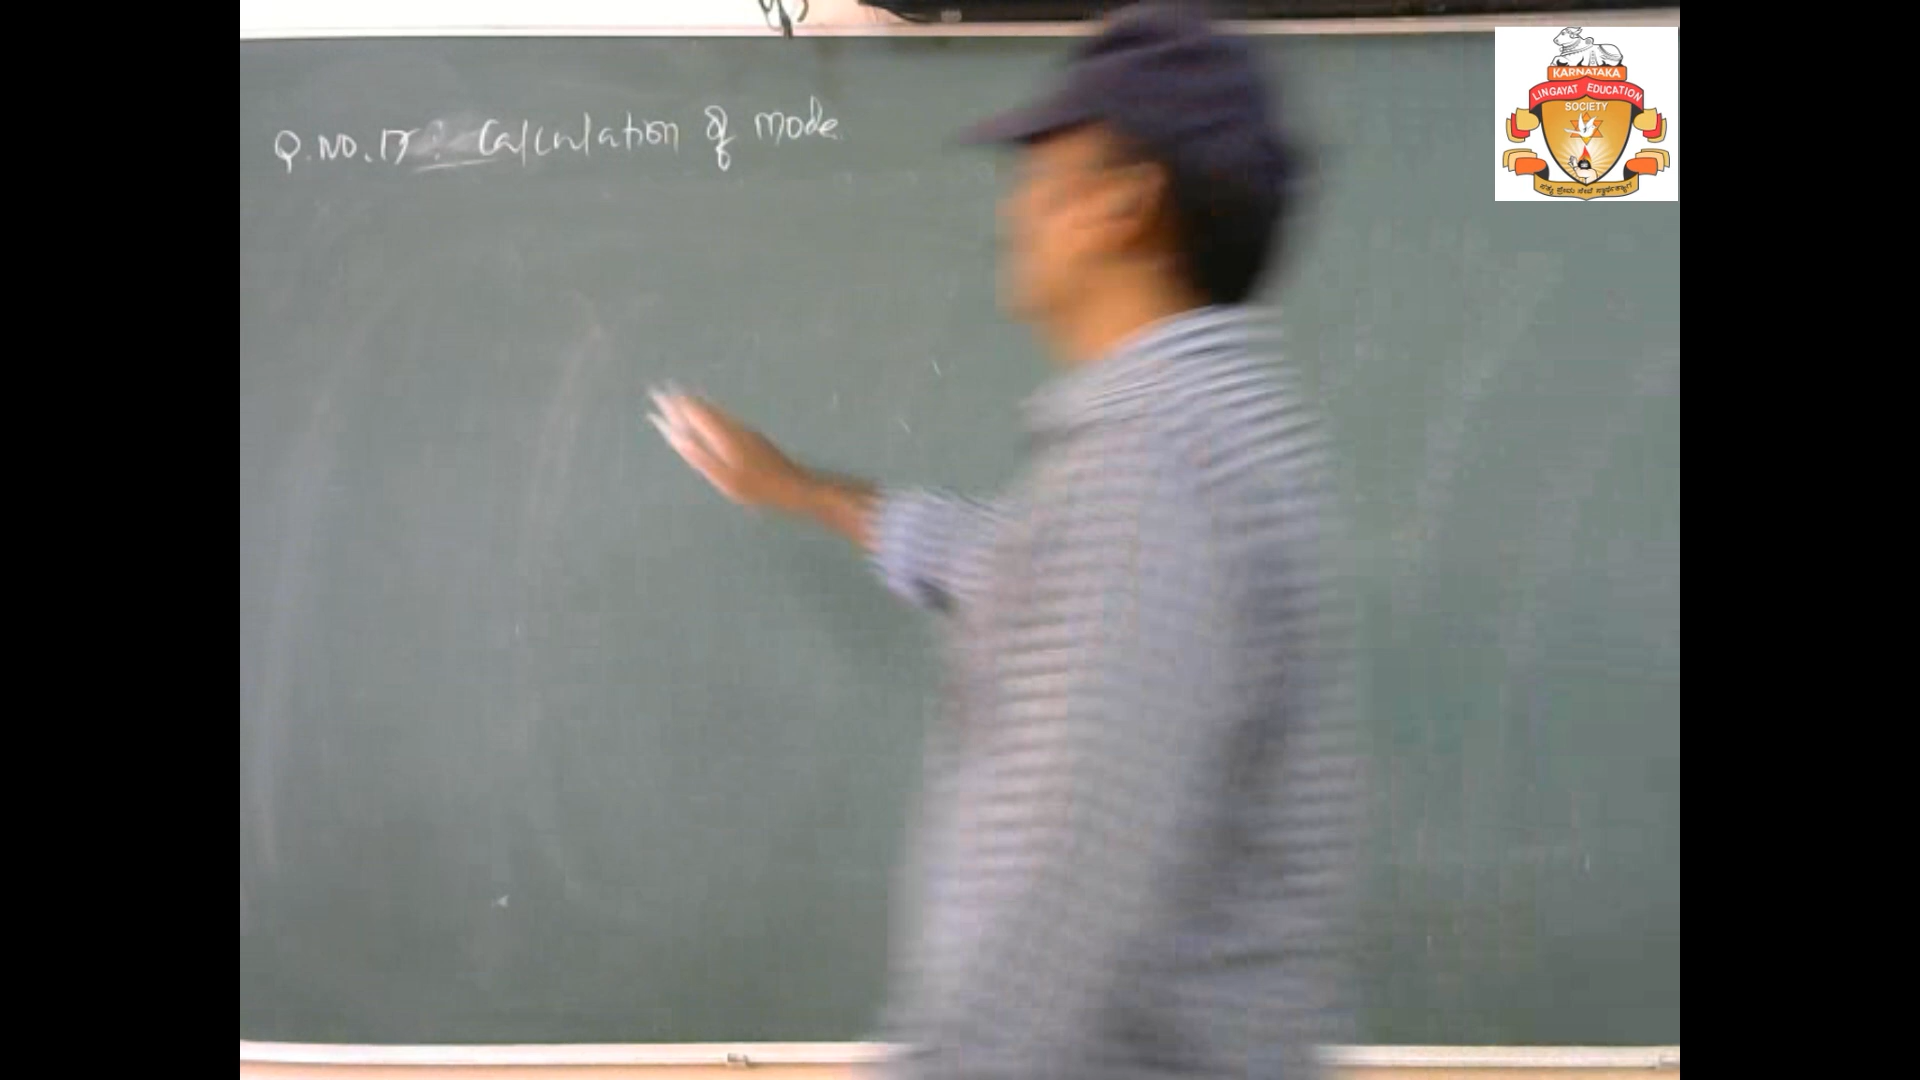 Q.NO.17: Calculation of mode
KARNATAKA
LINGAYAT EDUCATION
SOCIETY